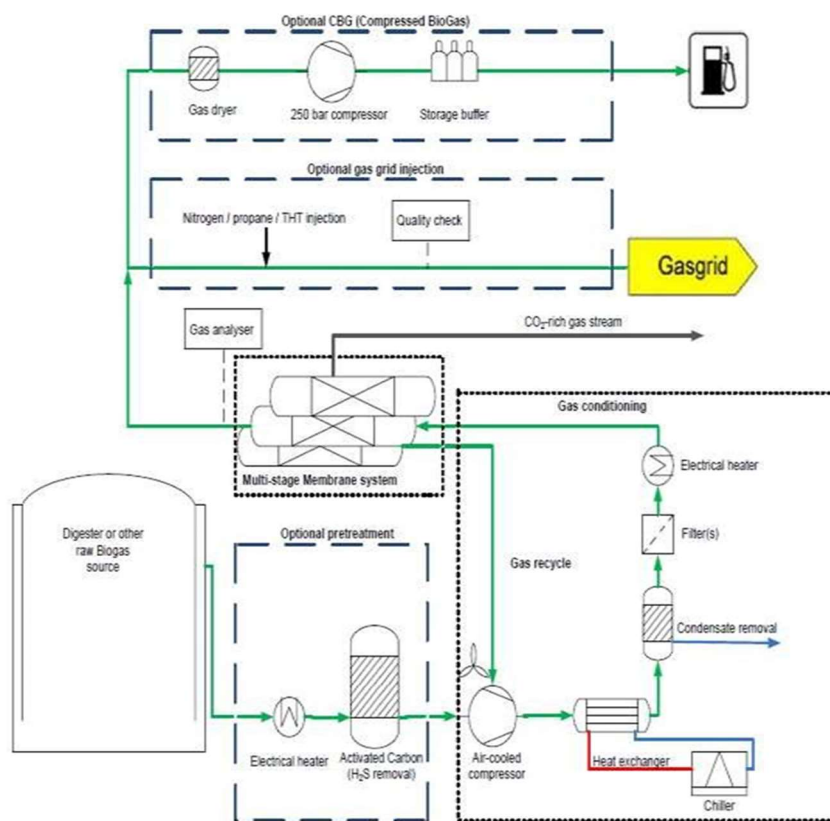 Optional CBG (Compressed BioGas)
Gas dryer
250 bar compressor
Storage buffer
Optional gas grid injection
Nitrogen / propane / THT injection
Quality check
Gasgrid
Gas analyser
CO₂-rich gas stream
Gas conditioning
Multi-stage Membrane system
Electrical heater
Digester or other
raw Biogas
source
Optional pretreatment
Filter(s)
Gas recycle
Condensate removal
Electrical heater
Activated Carbon
(H₂S removal)
Air-cooled
compressor
Heat exchanger
Chiller